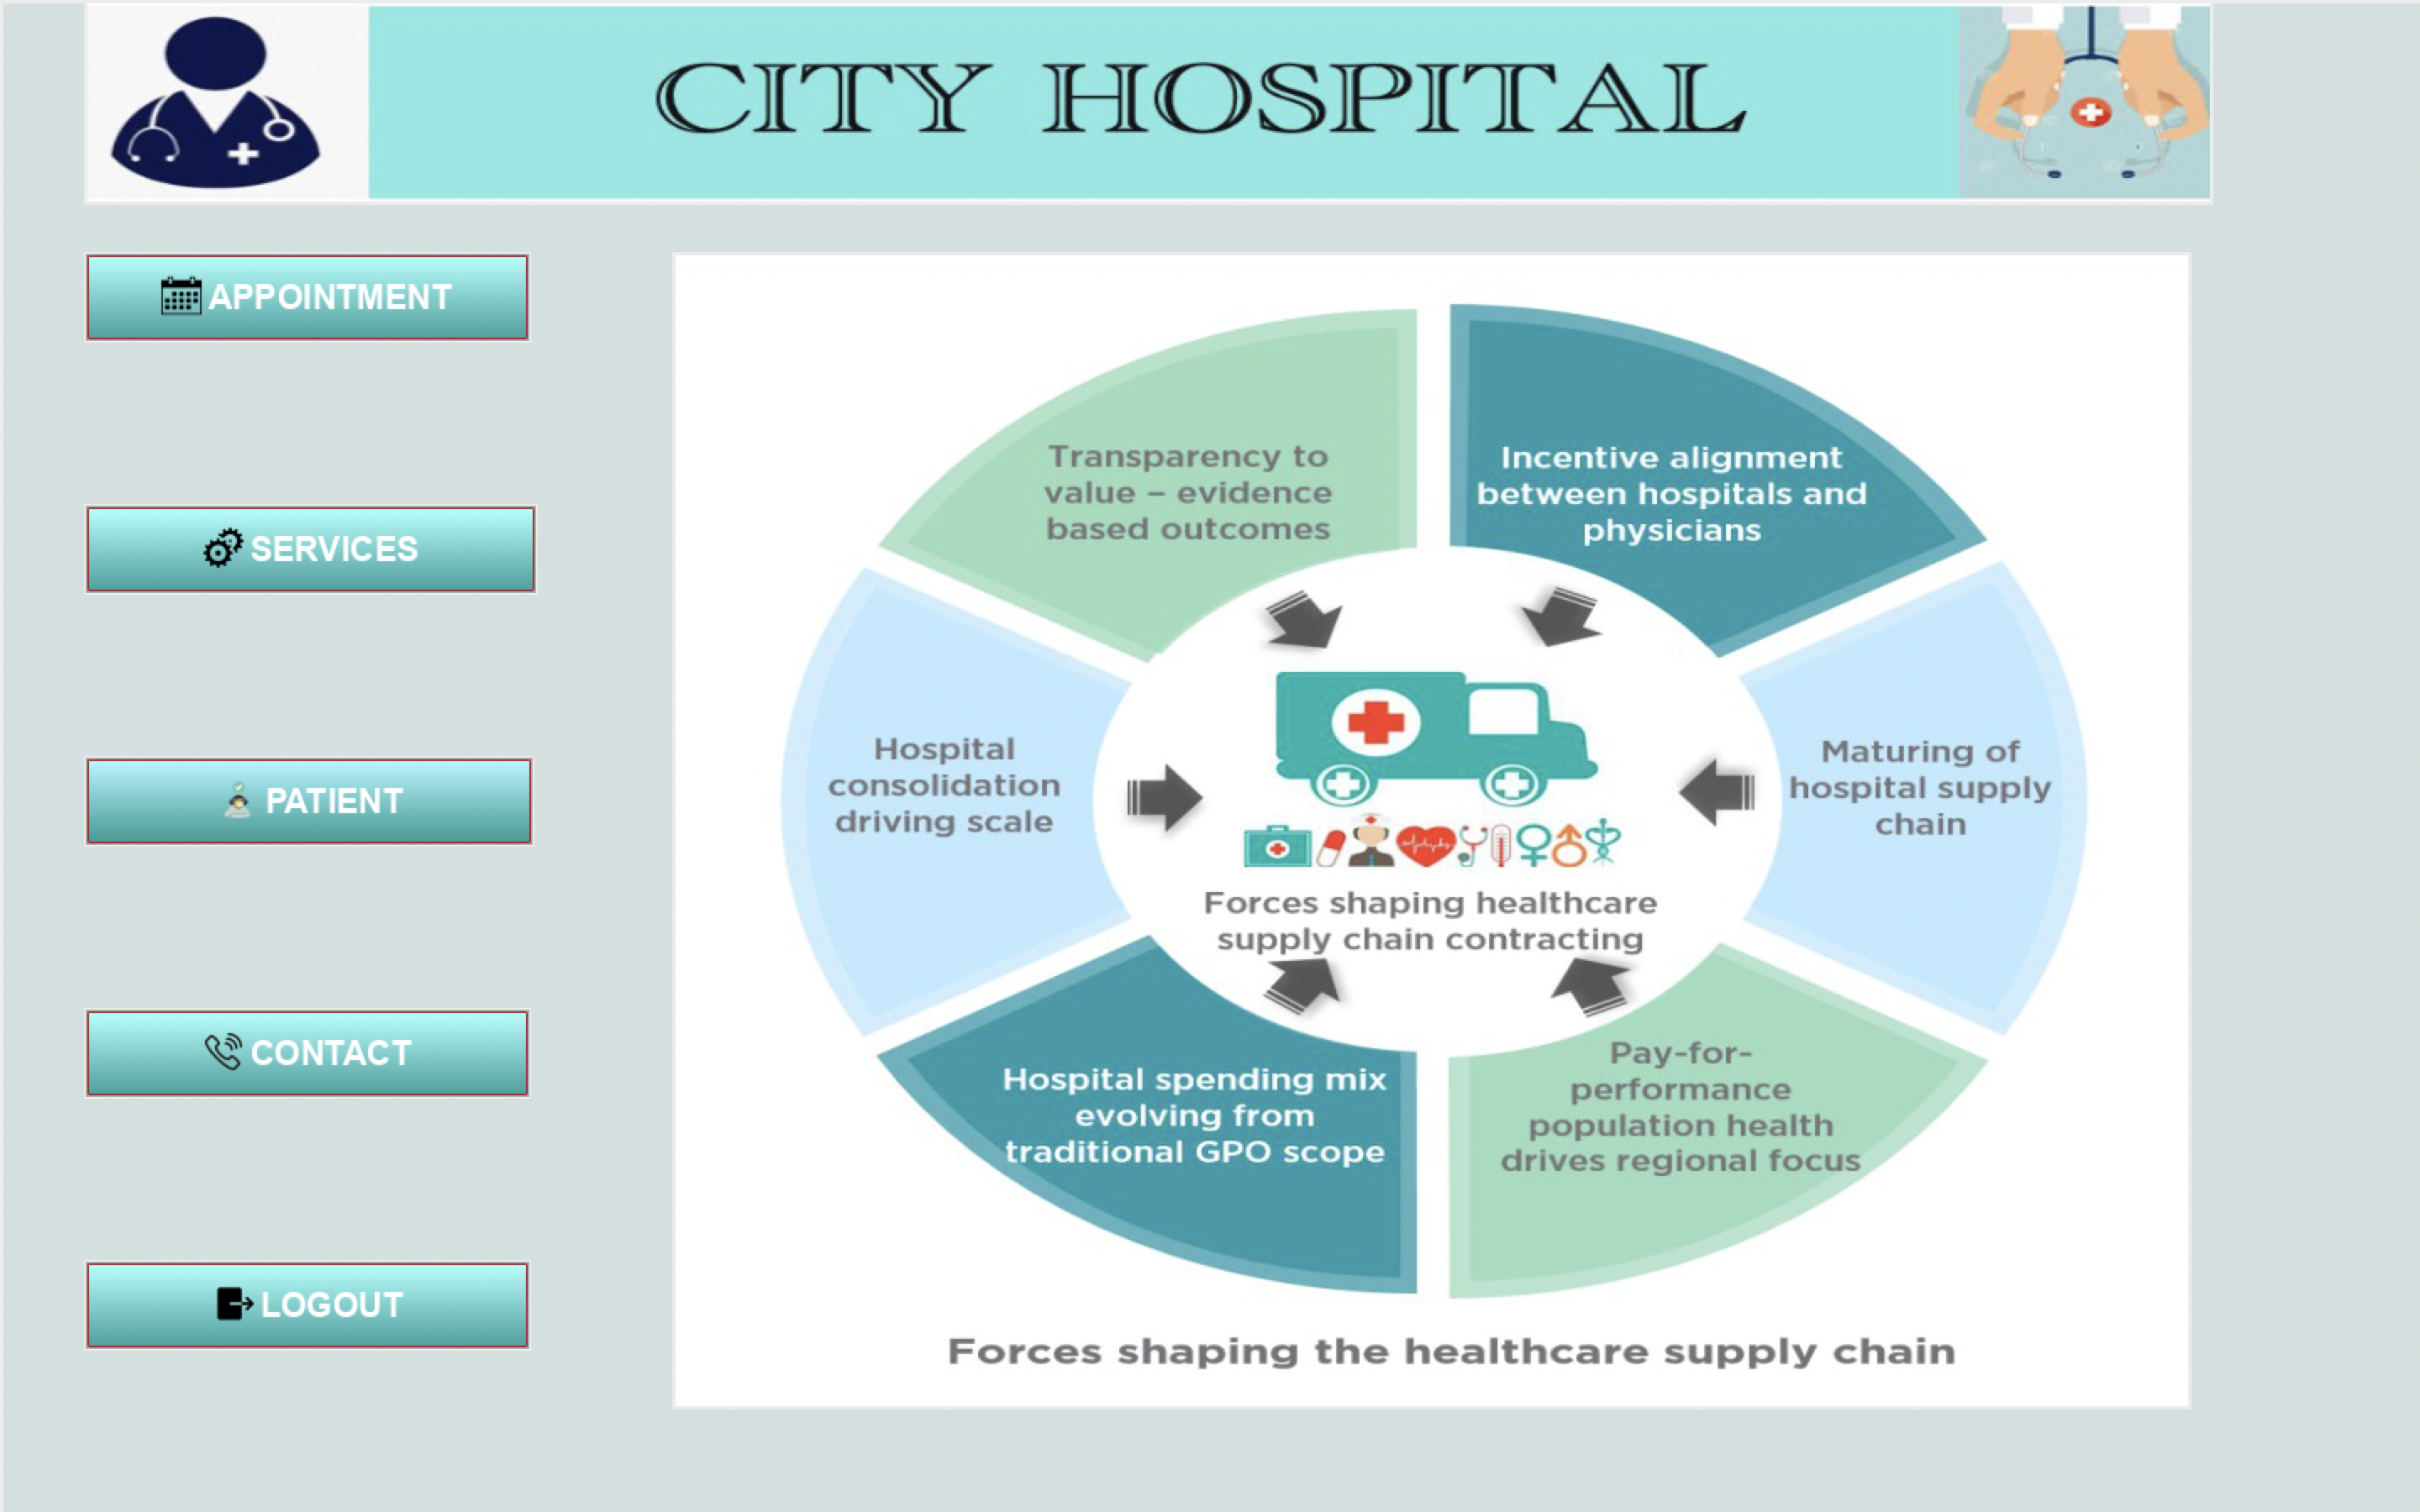 CITY HOSPITAL
APPOINTMENT
SERVICES
PATIENT
CONTACT
LOGOUT
Transparency to
value – evidence
based outcomes
Incentive alignment
between hospitals and
physicians
Hospital
consolidation
driving scale
Maturing of
hospital supply
chain
Forces shaping healthcare
supply chain contracting
Hospital spending mix
evolving from
traditional GPO scope
Pay-for-
performance
population health
drives regional focus
Forces shaping the healthcare supply chain